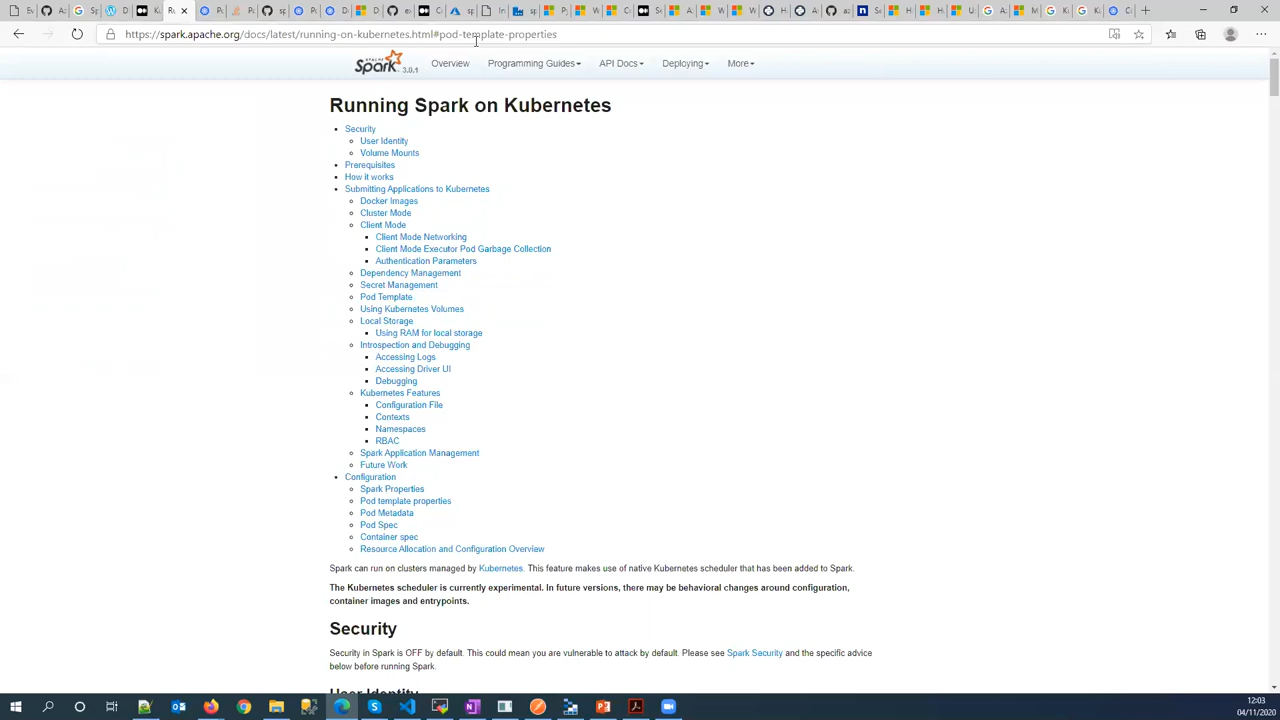 https://spark.apache.org/docs/latest/running-on-kubernetes.html#pod-template-properties
APACHE Spark 3.0.1 Overview Programming Guides API Docs Deploying More
Running Spark on Kubernetes
Security
User Identity
Volume Mounts
Prerequisites
How it works
Submitting Applications to Kubernetes
Docker Images
Cluster Mode
Client Mode
Client Mode Networking
Client Mode Executor Pod Garbage Collection
Authentication Parameters
Dependency Management
Secret Management
Pod Template
Using Kubernetes Volumes
Local Storage
Using RAM for local storage
Introspection and Debugging
Accessing Logs
Accessing Driver UI
Debugging
Kubernetes Features
Configuration File
Contexts
Namespaces
RBAC
Spark Application Management
Future Work
Configuration
Spark Properties
Pod template properties
Pod Metadata
Pod Spec
Container spec
Resource Allocation and Configuration Overview
Spark can run on clusters managed by Kubernetes. This feature makes use of native Kubernetes scheduler that has been added to Spark.
The Kubernetes scheduler is currently experimental. In future versions, there may be behavioral changes around configuration,
container images and entrypoints.
Security
Security in Spark is OFF by default. This could mean you are vulnerable to attack by default. Please see Spark Security and the specific advice
below before running Spark.
User Identity
12:03
04/11/2020